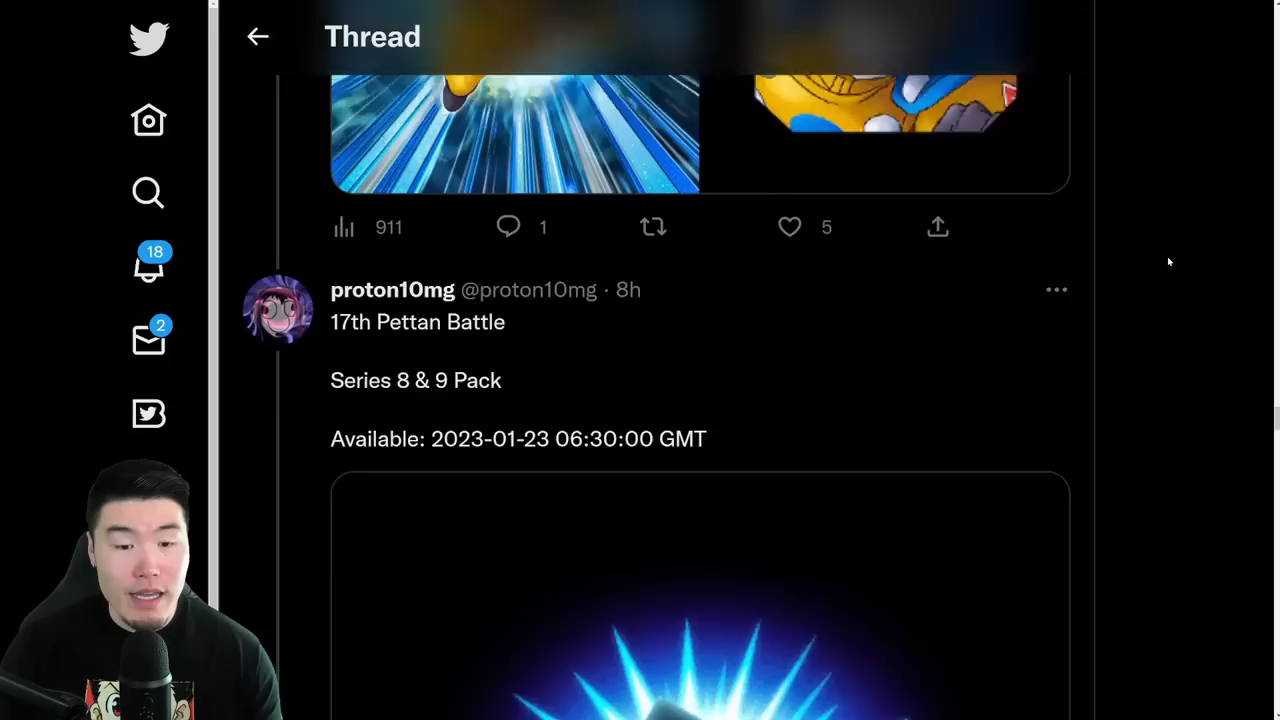 Thread
911
1
5
18
2
proton10mg @proton10mg · 8h
17th Pettan Battle
Series 8 & 9 Pack
Available: 2023-01-23 06:30:00 GMT